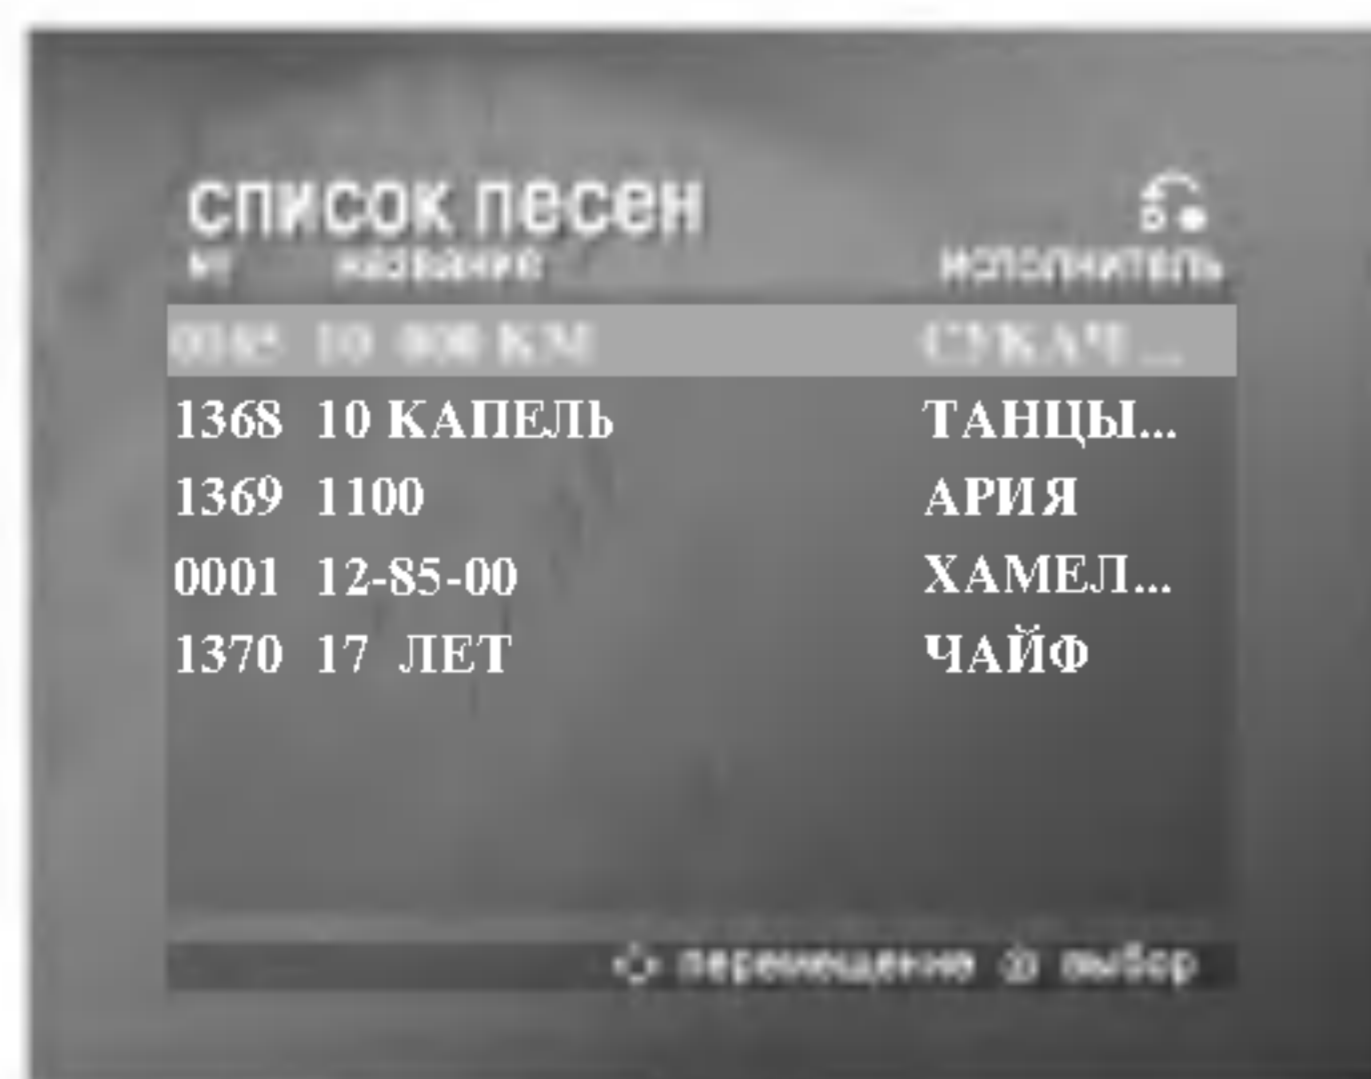 список песен
№ название исполнитель
10 000 КМ СУКАЧ...
1368 10 КАПЕЛЬ ТАНЦЫ...
1369 1100 АРИЯ
0001 12-85-00 ХАМЕЛ...
1370 17 ЛЕТ ЧАЙФ
перемещение выбор